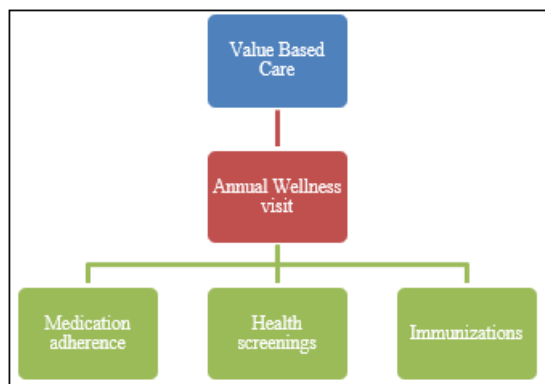 Value Based
Care
Annual Wellness
visit
Medication
adherence
Health
screenings
Immunizations